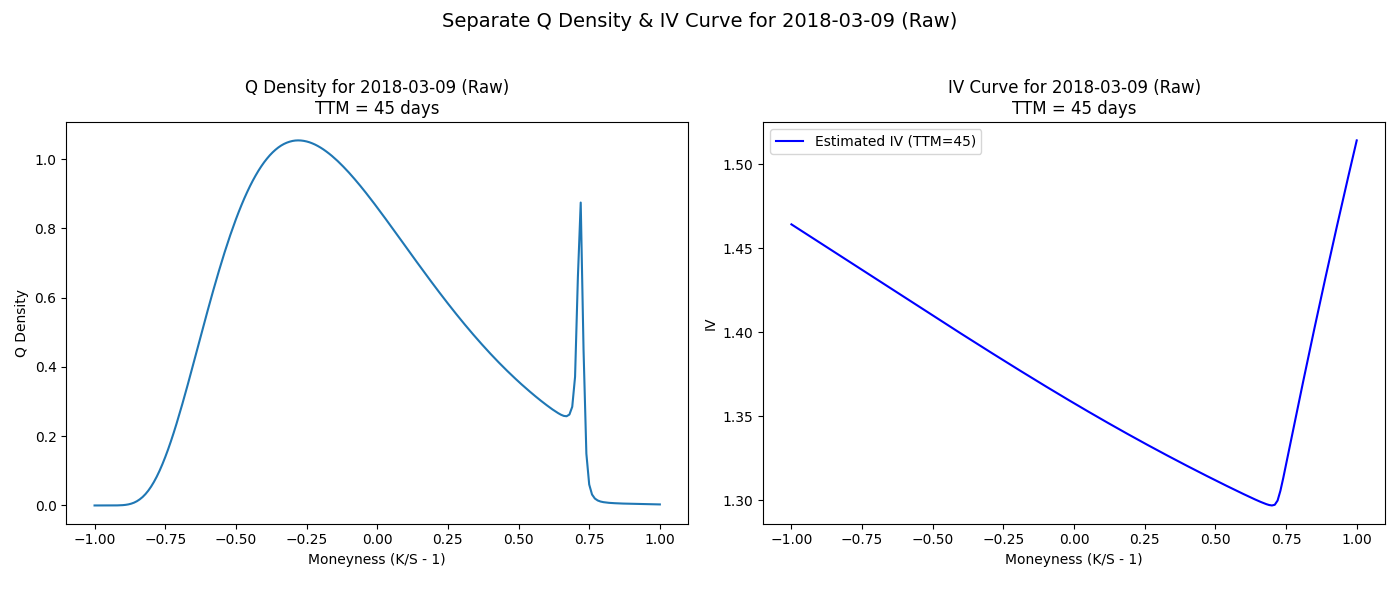 Separate Q Density & IV Curve for 2018-03-09 (Raw)
Q Density for 2018-03-09 (Raw)
TTM = 45 days
1.0
0.8
0.6
0.4
0.2
0.0
Q Density
−1.00 −0.75 −0.50 −0.25 0.00 0.25 0.50 0.75 1.00
Moneyness (K/S - 1)
IV Curve for 2018-03-09 (Raw)
TTM = 45 days
Estimated IV (TTM=45)
1.50
1.45
1.40
1.35
1.30
IV
−1.00 −0.75 −0.50 −0.25 0.00 0.25 0.50 0.75 1.00
Moneyness (K/S - 1)